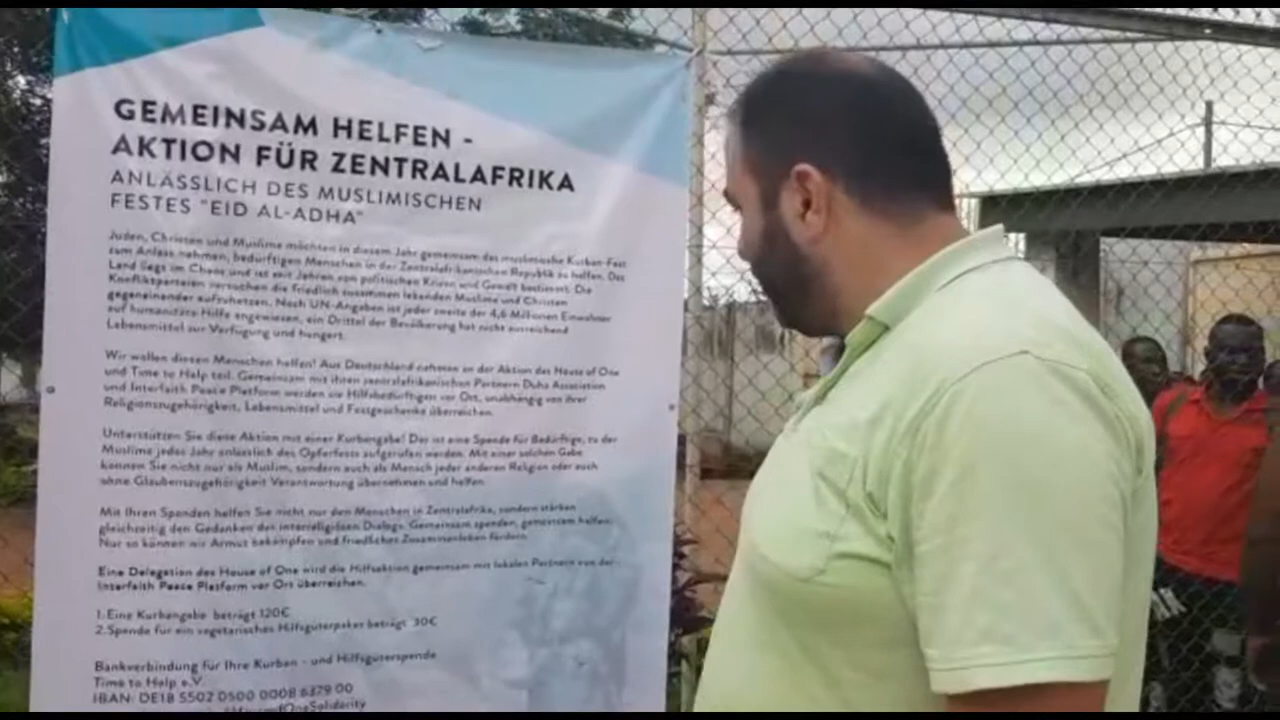 GEMEINSAM HELFEN -
AKTION FÜR ZENTRALAFRIKA
ANLÄSSLICH DES MUSLIMISCHEN
FESTES "EID AL-ADHA"
Juden, Christen und Muslime möchten in diesem Jahr gemeinsam das muslimische Kurban-Fest
zum Anlass nehmen, bedürftigen Menschen in der Zentralafrikanischen Republik zu helfen. Das
Land liegt im Chaos und ist seit Jahren von politischen Krisen und Gewalt bestimmt. Die
Konfliktparteien versuchen die friedlich zusammen lebenden Muslime und Christen
gegeneinander aufzuhetzen. Nach UN-Angaben ist jeder zweite der 4,6 Millionen Einwohner
auf humanitäre Hilfe angewiesen, ein Drittel der Bevölkerung hat nicht ausreichend
Lebensmittel zur Verfügung und hungert.
Wir wollen diesen Menschen helfen! Aus Deutschland nehmen an der Aktion das House of One
und Time to Help teil. Gemeinsam mit ihren zentralafrikanischen Partnern Duha Association
und Interfaith Peace Platform werden sie Hilfsbedürftigen vor Ort, unabhängig von ihrer
Religionszugehörigkeit, Lebensmittel und Festgeschenke überreichen.
Unterstützen Sie diese Aktion mit einer Kurbangabe! Das ist eine Spende für Bedürftige, zu der
Muslime jedes Jahr anlässlich des Opferfests aufgerufen werden. Mit einer solchen Gabe
können Sie nicht nur als Muslim, sondern auch als Mensch jeder anderen Religion oder auch
ohne Glaubenszugehörigkeit Verantwortung übernehmen und helfen.
Mit Ihren Spenden helfen Sie nicht nur den Menschen in Zentralafrika, sondern stärken
gleichzeitig den Gedanken des interreligiösen Dialogs. Gemeinsam spenden, gemeinsam helfen.
Nur so können wir Armut bekämpfen und friedliches Zusammenleben fördern.
Eine Delegation des House of One wird die Hilfsaktion gemeinsam mit lokalen Partnern von der
Interfaith Peace Platform vor Ort überreichen.
1. Eine Kurbangabe beträgt 120€
2. Spende für ein vegetarisches Hilfsgüterpaket beträgt 30€
Bankverbindung für Ihre Kurban - und Hilfsgüterspende
Time to Help e.V.
IBAN: DE18 5502 0500 0008 6379 00